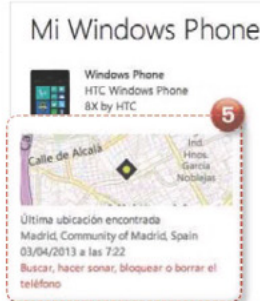 Mi Windows Phone
Windows Phone
HTC Windows Phone
8X by HTC
5
Calle de Alcalá
Ind.
Hnos.
García
Noblejas
Última ubicación encontrada
Madrid, Community of Madrid, Spain
03/04/2013 a las 7:22
Buscar, hacer sonar, bloquear o borrar el
teléfono